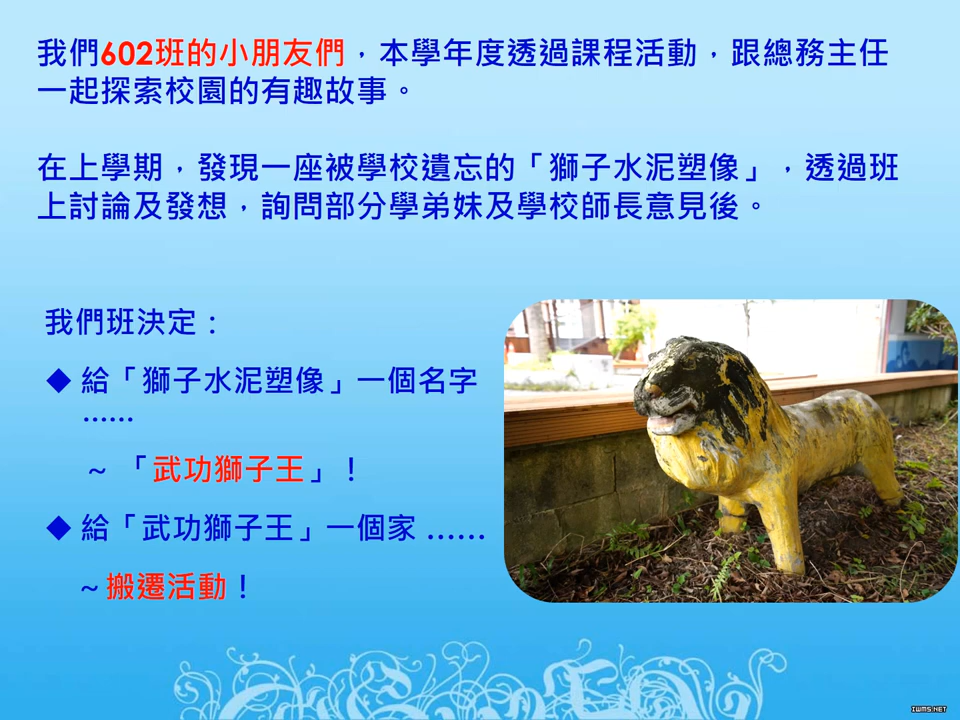 我們602班的小朋友們，本學年度透過課程活動，跟總務主任
一起探索校園的有趣故事。
在上學期，發現一座被學校遺忘的「獅子水泥塑像」，透過班
上討論及發想，詢問部分學弟妹及學校師長意見後。
我們班決定：
◆ 給「獅子水泥塑像」一個名字
……
～ 「武功獅子王」！
◆ 給「武功獅子王」一個家 ……
～搬遷活動！
IWMS.NET